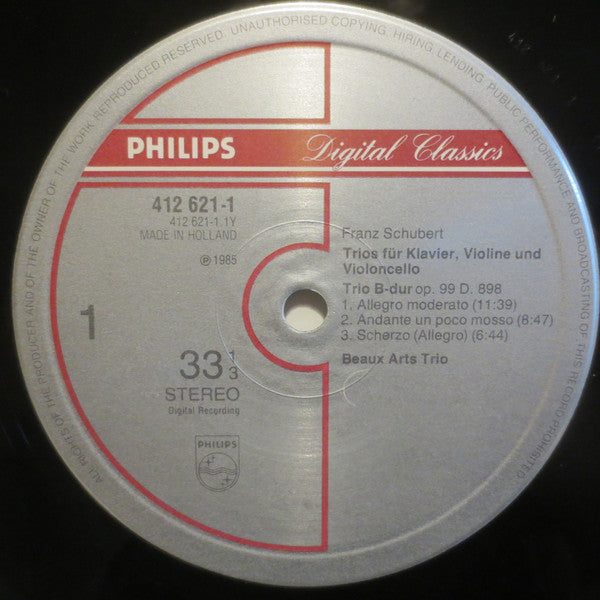 ALL RIGHTS OF THE PRODUCER AND OF THE OWNER OF THE WORK REPRODUCED RESERVED. UNAUTHORISED COPYING, HIRING, LENDING, PUBLIC PERFORMANCE AND BROADCASTING OF THIS RECORD PROHIBITED.
PHILIPS Digital Classics
412 621-1
412 621-1.1Y
MADE IN HOLLAND
℗ 1985
1
33 1/3
STEREO
Digital Recording
PHILIPS
Franz Schubert
Trios für Klavier, Violine und
Violoncello
Trio B-dur op. 99 D. 898
1. Allegro moderato (11:39)
2. Andante un poco mosso (8:47)
3. Scherzo (Allegro) (6:44)
Beaux Arts Trio